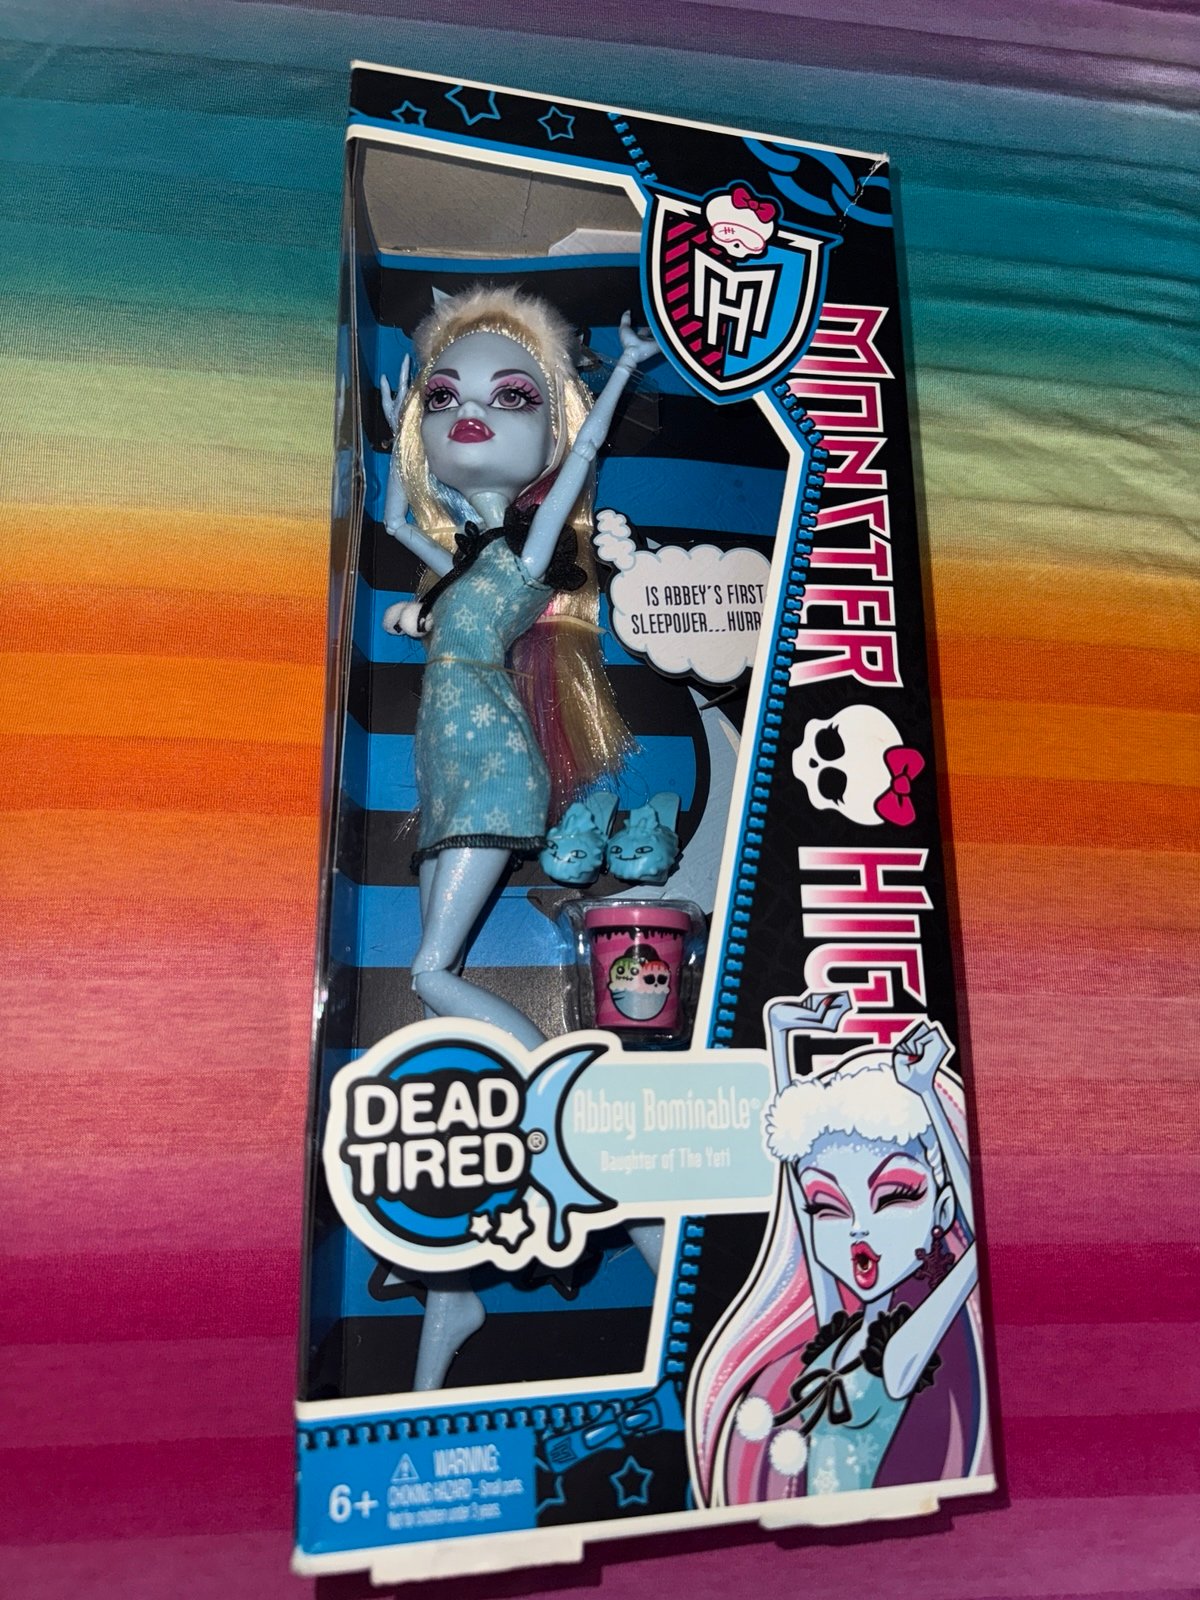 MH
MONSTER HIGH
IS ABBEY'S FIRST
SLEEPOVER...HURR
DEAD
TIRED®
Abbey Bominable®
Daughter of The Yeti
6+
WARNING:
CHOKING HAZARD - Small parts
Not for children under 3 years